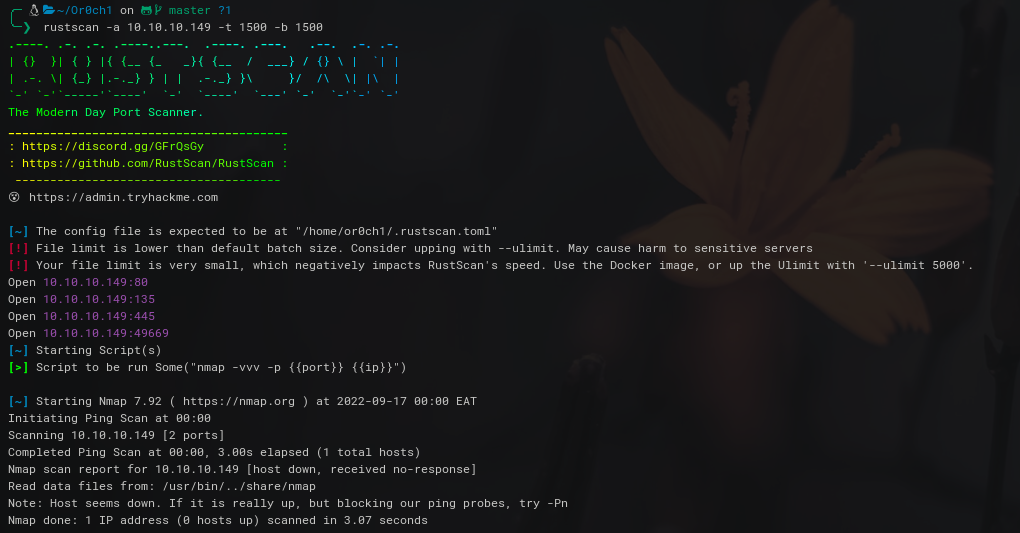 ~/Or0ch1 on master ?1
❯ rustscan -a 10.10.10.149 -t 1500 -b 1500
.----. .-. .-. .----..---.  .----. .---.   .--.  .-. .-.
| {}  }| { } |{ {__ {_   _}{ {__  /  ___} / {} \ |  `| |
| .-. \| {_} |.-._} } | |  .-._} }\     }/  /\  \| |\  |
`-' `-'`-----'`----'  `-'  `----'  `---' `-'  `-'`-' `-'
The Modern Day Port Scanner.
________________________________________
: https://discord.gg/GFrQsGy           :
: https://github.com/RustScan/RustScan :
 --------------------------------------
😵 https://admin.tryhackme.com
[~] The config file is expected to be at "/home/or0ch1/.rustscan.toml"
[!] File limit is lower than default batch size. Consider upping with --ulimit. May cause harm to sensitive servers
[!] Your file limit is very small, which negatively impacts RustScan's speed. Use the Docker image, or up the Ulimit with '--ulimit 5000'.
Open 10.10.10.149:80
Open 10.10.10.149:135
Open 10.10.10.149:445
Open 10.10.10.149:49669
[~] Starting Script(s)
[>] Script to be run Some("nmap -vvv -p {{port}} {{ip}}")
[~] Starting Nmap 7.92 ( https://nmap.org ) at 2022-09-17 00:00 EAT
Initiating Ping Scan at 00:00
Scanning 10.10.10.149 [2 ports]
Completed Ping Scan at 00:00, 3.00s elapsed (1 total hosts)
Nmap scan report for 10.10.10.149 [host down, received no-response]
Read data files from: /usr/bin/../share/nmap
Note: Host seems down. If it is really up, but blocking our ping probes, try -Pn
Nmap done: 1 IP address (0 hosts up) scanned in 3.07 seconds